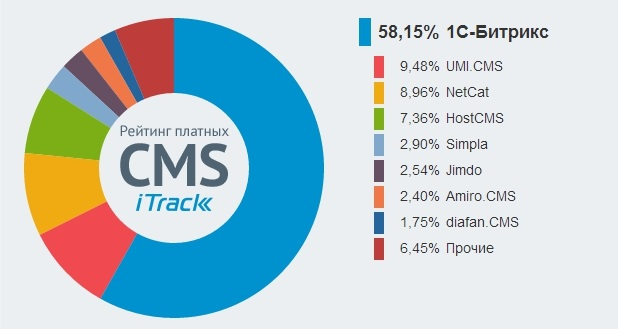 Рейтинг платных
CMS
iTrack
58,15% 1С-Битрикс
9,48% UMI.CMS
8,96% NetCat
7,36% HostCMS
2,90% Simpla
2,54% Jimdo
2,40% Amiro.CMS
1,75% diafan.CMS
6,45% Прочие